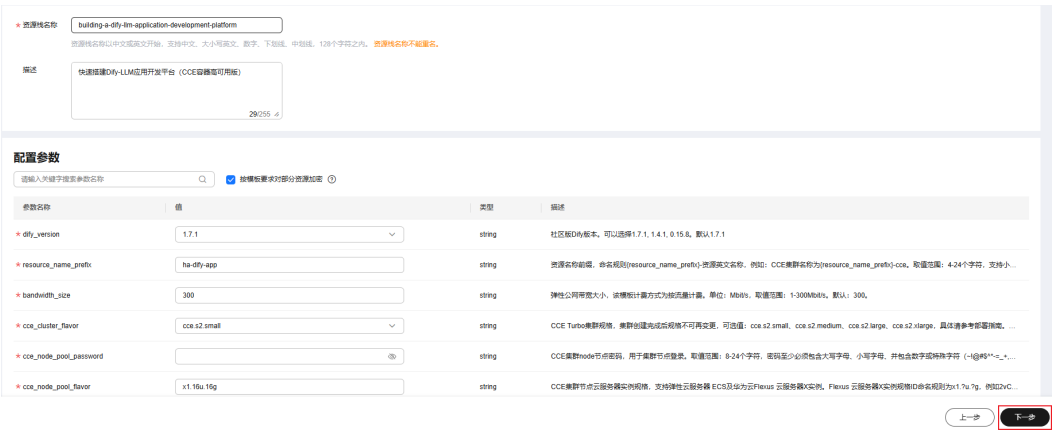 * 资源栈名称 building-a-dify-llm-application-development-platform
资源栈名称以中文或英文开始，支持中文、大小写英文、数字、下划线、中划线，128个字符之内。 资源栈名称不能重名。
描述 快速搭建Dify-LLM应用开发平台（CCE容器高可用版）
29/255
配置参数
请输入关键字搜索参数名称 按模板要求对部分资源加密
参数名称 值 类型 描述
* dify_version 1.7.1 string 社区版Dify版本。可以选择1.7.1, 1.4.1, 0.15.8。默认1.7.1
* resource_name_prefix ha-dify-app string 资源名称前缀，命名规则{resource_name_prefix}-资源英文名称，例如：CCE集群名称为{resource_name_prefix}-cce。取值范围：4-24个字符，支持小...
* bandwidth_size 300 string 弹性公网带宽大小，该模板计费方式为按流量计费。单位：Mbit/s，取值范围：1-300Mbit/s。默认：300。
* cce_cluster_flavor cce.s2.small string CCE Turbo集群规格，集群创建完成后规格不可再变更，可选值：cce.s2.small、cce.s2.medium、cce.s2.large、cce.s2.xlarge，具体请参考部署指南。...
* cce_node_pool_password string CCE集群node节点密码，用于集群节点登录。取值范围：8-24个字符，密码至少必须包含大写字母、小写字母、并包含数字或特殊字符（~!@#$%^*-=_+,...
* cce_node_pool_flavor x1.16u.16g string CCE集群节点云服务器实例规格，支持弹性云服务器 ECS及华为云Flexus 云服务器X实例。Flexus 云服务器X实例规格ID命名规则为x1.?u.?g，例如2vC...
上一步 下一步